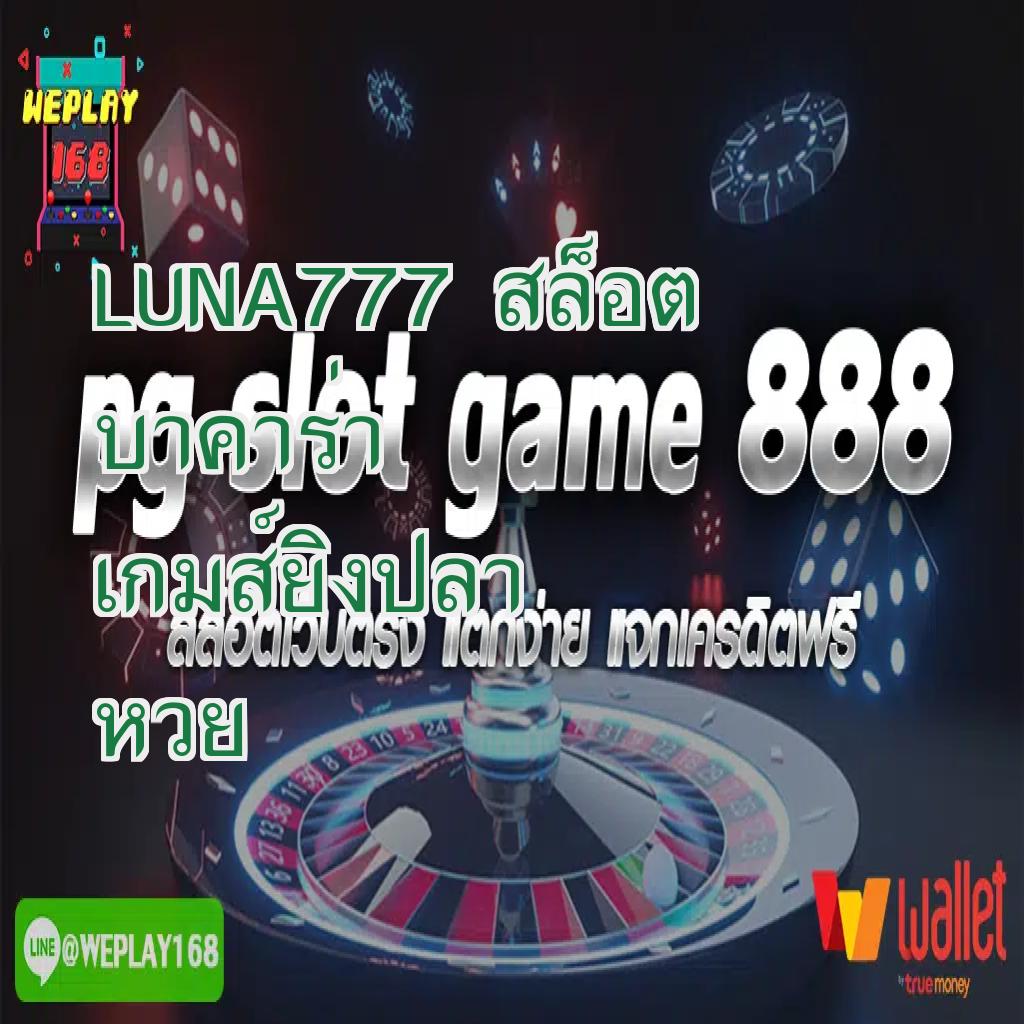 WEPLAY
168
LUNA777 สล็อต
pg slot game 888
บาคาร่า
เกมส์ยิงปลา
สล็อตเว็บตรง แตกง่าย แจกเครดิตฟรี
หวย
LINE @WEPLAY168
wallet
by truemoney